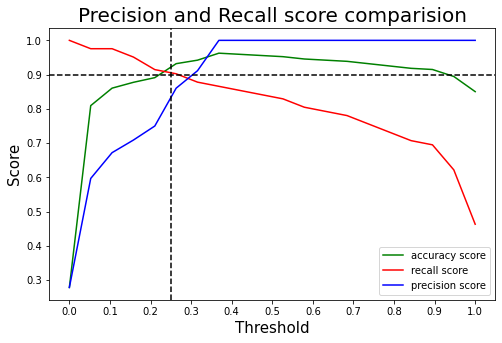 Precision and Recall score comparision
Score
1.0
0.9
0.8
0.7
0.6
0.5
0.4
0.3
accuracy score
recall score
precision score
0.0 0.1 0.2 0.3 0.4 0.5 0.6 0.7 0.8 0.9 1.0
Threshold